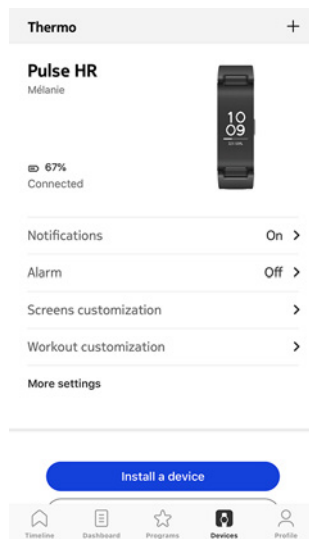 Thermo +
Pulse HR
Mélanie
10
09
67%
Connected
Notifications On >
Alarm Off >
Screens customization >
Workout customization >
More settings
Install a device
Timeline Dashboard Programs Devices Profile